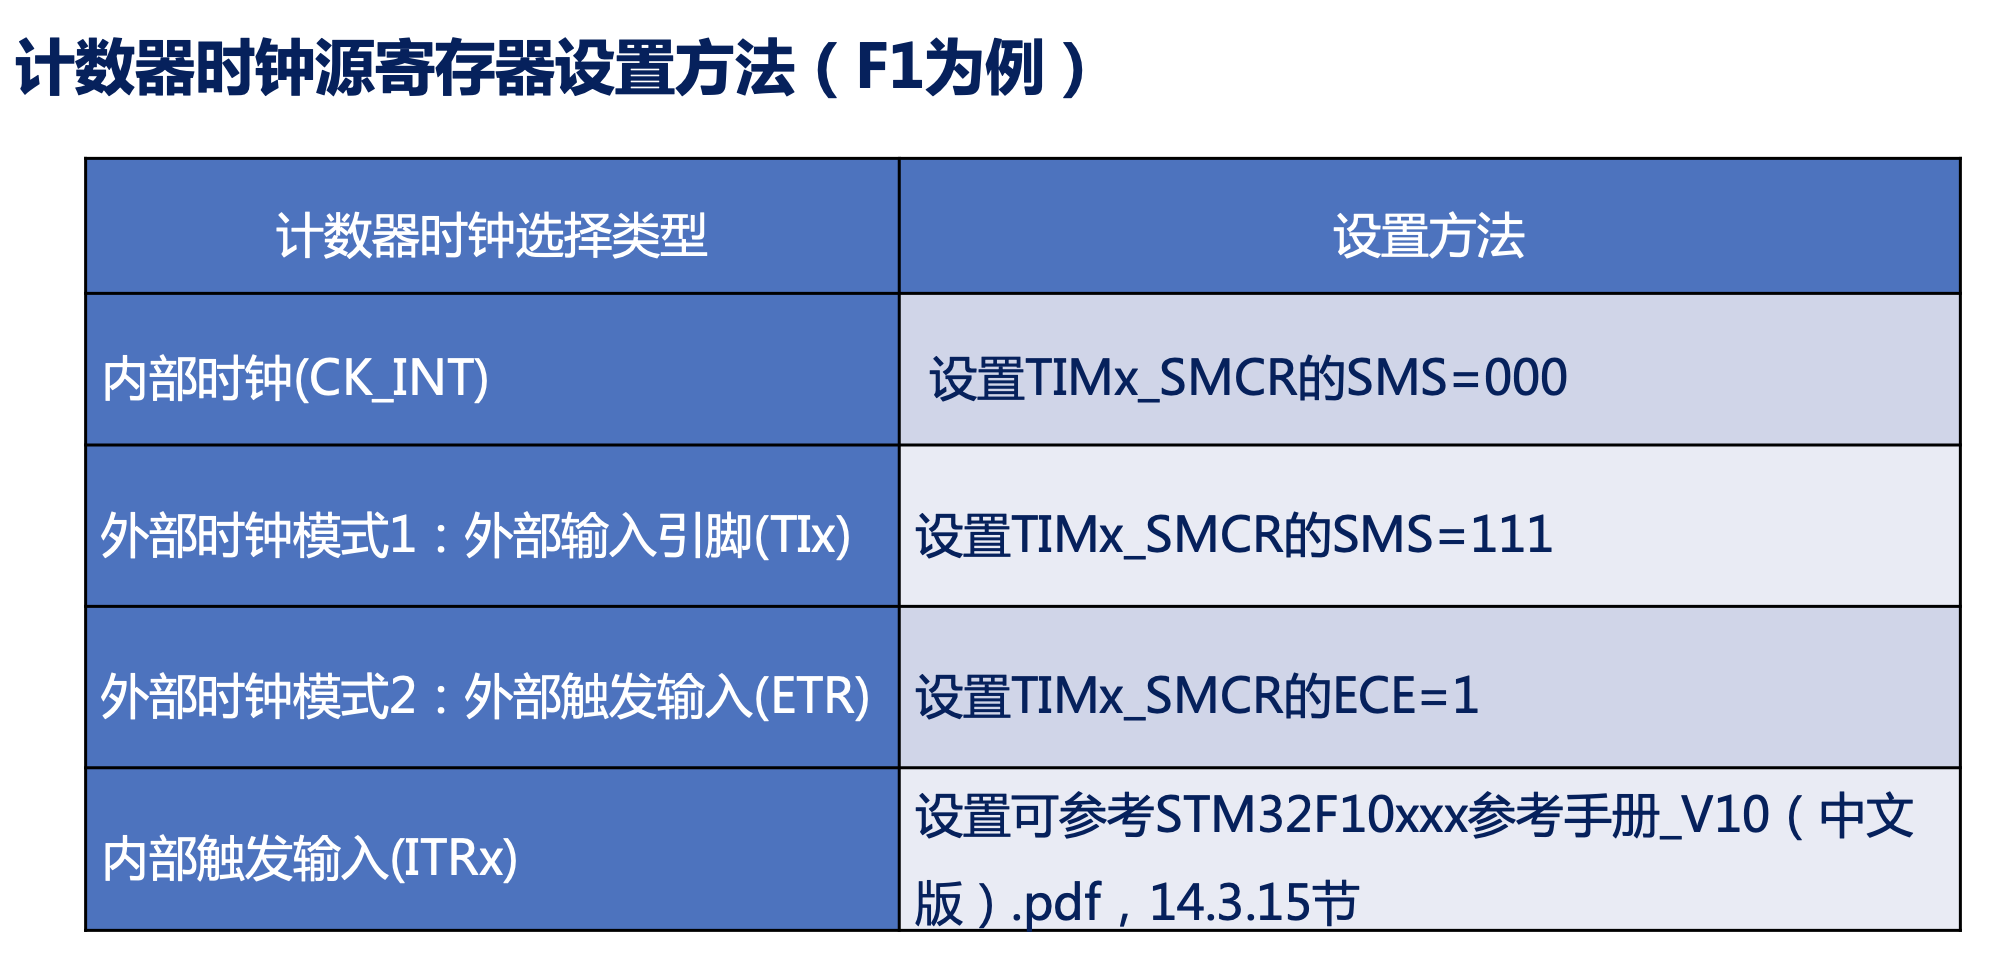 计数器时钟源寄存器设置方法（F1为例）
计数器时钟选择类型
设置方法
内部时钟(CK_INT)
设置TIMx_SMCR的SMS=000
外部时钟模式1：外部输入引脚(TIx)
设置TIMx_SMCR的SMS=111
外部时钟模式2：外部触发输入(ETR)
设置TIMx_SMCR的ECE=1
内部触发输入(ITRx)
设置可参考STM32F10xxx参考手册_V10（中文
版）.pdf，14.3.15节